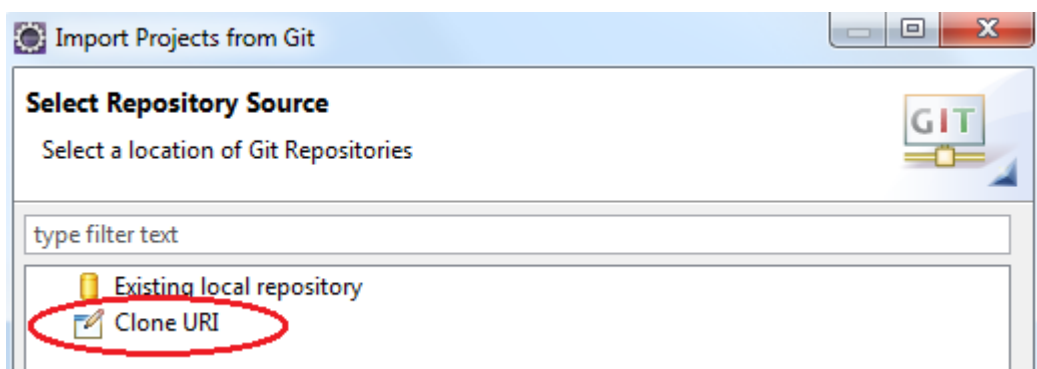 Import Projects from Git
Select Repository Source
Select a location of Git Repositories
GIT
type filter text
Existing local repository
Clone URI